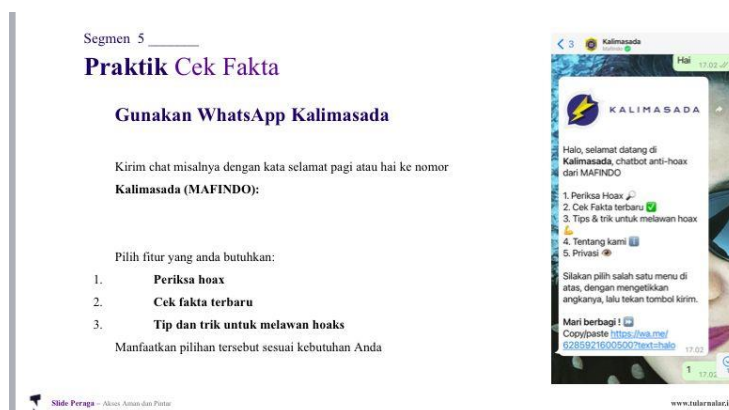 Segmen 5 _______
Praktik Cek Fakta
Gunakan WhatsApp Kalimasada
Kirim chat misalnya dengan kata selamat pagi atau hai ke nomor
Kalimasada (MAFINDO):
Pilih fitur yang anda butuhkan:
1. Periksa hoax
2. Cek fakta terbaru
3. Tip dan trik untuk melawan hoaks
Manfaatkan pilihan tersebut sesuai kebutuhan Anda
Slide Peraga – Akses Aman dan Pintar
3 Kalimasada
Hai 17.02
KALIMASADA
Halo, selamat datang di
Kalimasada, chatbot anti-hoax
dari MAFINDO
1. Periksa Hoax 🔎
2. Cek Fakta terbaru ✅
3. Tips & trik untuk melawan hoax
💪
4. Tentang kami ℹ️
5. Privasi 👁
Silakan pilih salah satu menu di
atas, dengan mengetikkan
angkanya, lalu tekan tombol kirim.
Mari berbagi ! ➡️
Copy/paste https://wa.me/
6285921600500?text=halo 17.02
1 17.02
www.tularnalar.i